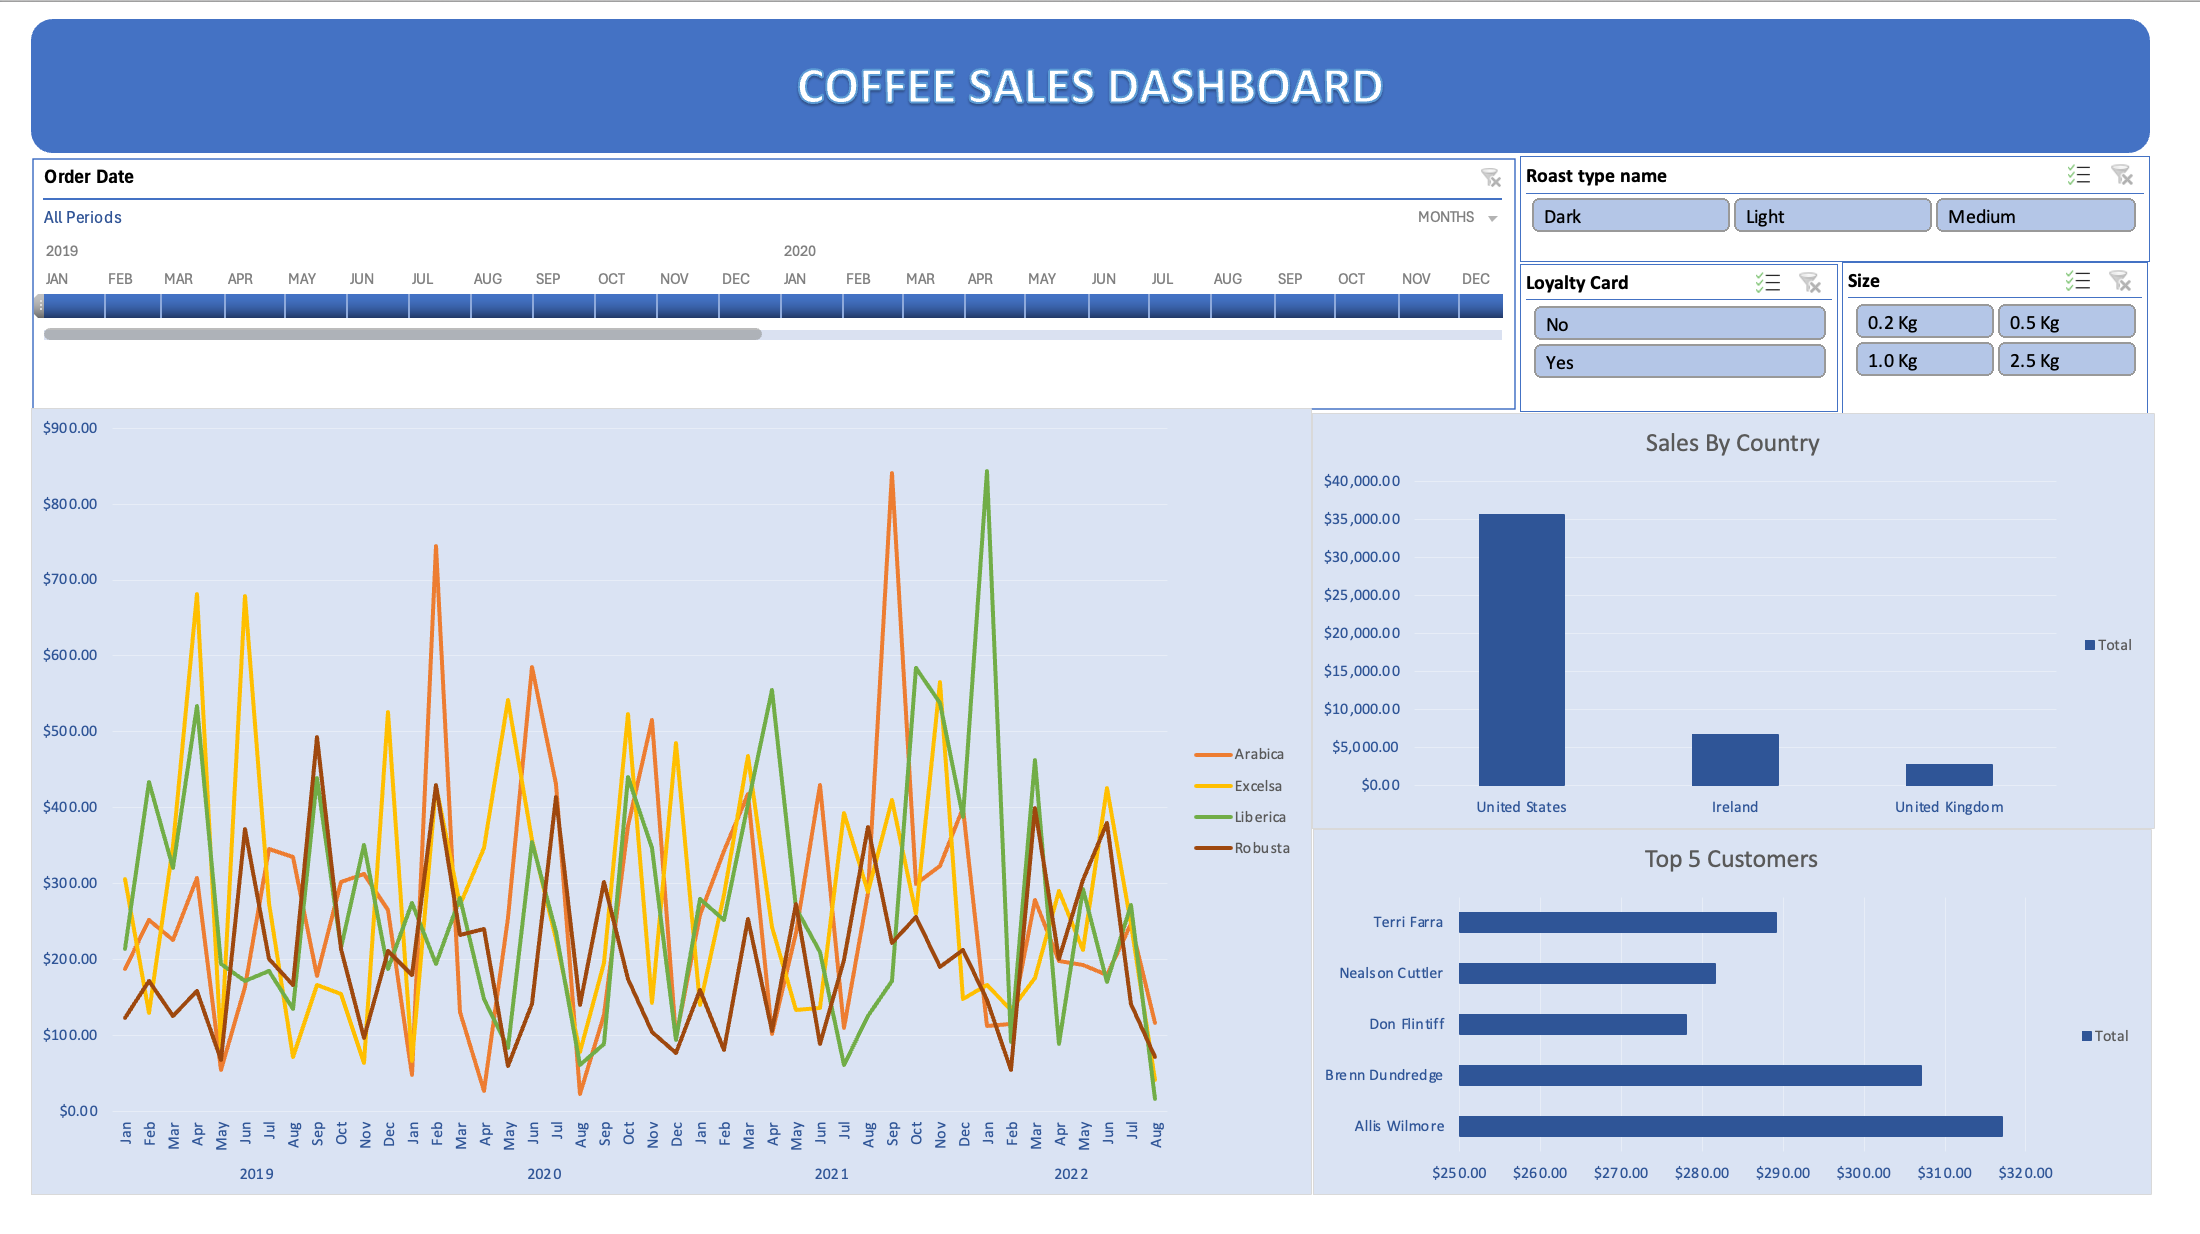 COFFEE SALES DASHBOARD
Order Date
All Periods
MONTHS
2019 2020
JAN FEB MAR APR MAY JUN JUL AUG SEP OCT NOV DEC JAN FEB MAR APR MAY JUN JUL AUG SEP OCT NOV DEC
Roast type name
Dark Light Medium
Loyalty Card
No
Yes
Size
0.2 Kg 0.5 Kg
1.0 Kg 2.5 Kg
$900.00
$800.00
$700.00
$600.00
$500.00
$400.00
$300.00
$200.00
$100.00
$0.00
Jan Feb Mar Apr May Jun Jul Aug Sep Oct Nov Dec Jan Feb Mar Apr May Jun Jul Aug Sep Oct Nov Dec Jan Feb Mar Apr May Jun Jul Aug Sep Oct Nov Dec Jan Feb Mar Apr May Jun Jul Aug
2019 2020 2021 2022
Arabica
Excelsa
Liberica
Robusta
Sales By Country
$40,000.00
$35,000.00
$30,000.00
$25,000.00
$20,000.00
$15,000.00
$10,000.00
$5,000.00
$0.00
United States Ireland United Kingdom
Total
Top 5 Customers
Terri Farra
Nealson Cuttler
Don Flintiff
Brenn Dundredge
Allis Wilmore
$250.00 $260.00 $270.00 $280.00 $290.00 $300.00 $310.00 $320.00
Total